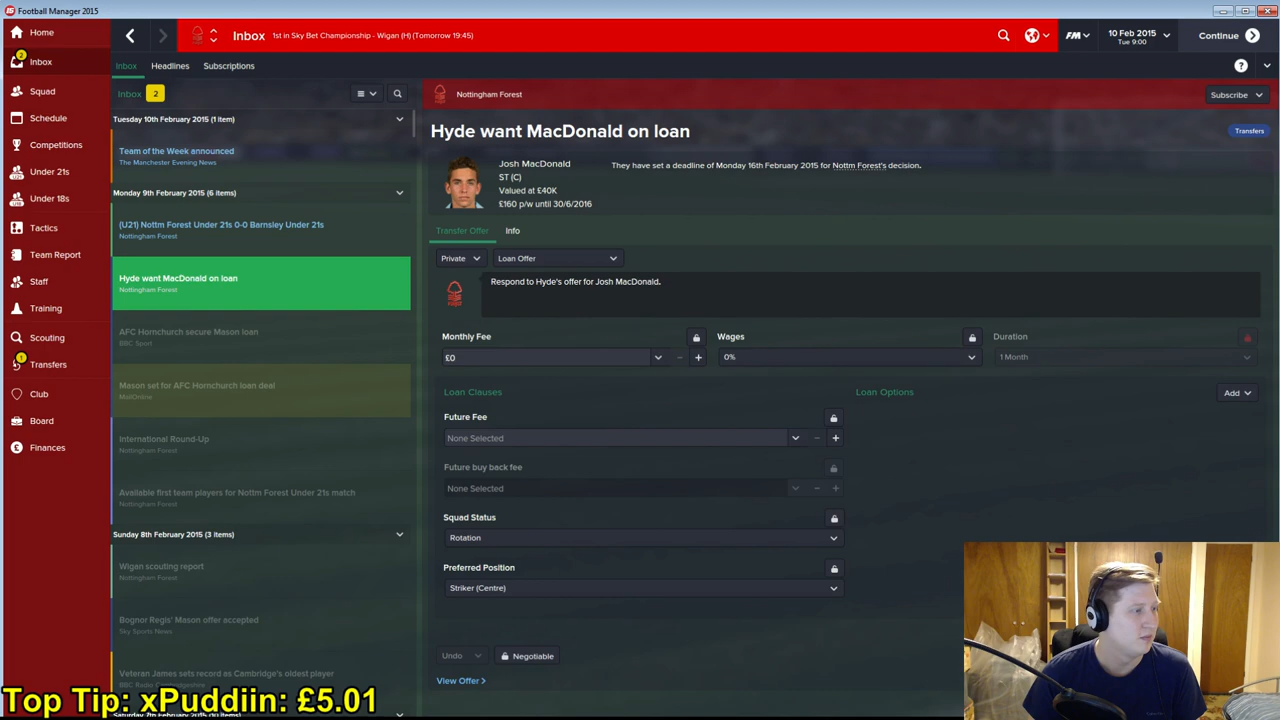 Football Manager 2015
Home
Inbox
2
Squad
Schedule
Competitions
Under 21s
Under 18s
Tactics
Team Report
Staff
Training
Scouting
Transfers
1
Club
Board
Finances
Inbox
1st in Sky Bet Championship - Wigan (H) (Tomorrow 19:45)
FM
10 Feb 2015
Tue 9:00
Continue
Inbox
Headlines
Subscriptions
?
Inbox 2
Tuesday 10th February 2015 (1 item)
Team of the Week announced
The Manchester Evening News
Monday 9th February 2015 (6 items)
(U21) Nottm Forest Under 21s 0-0 Barnsley Under 21s
Nottingham Forest
Hyde want MacDonald on loan
Nottingham Forest
AFC Hornchurch secure Mason loan
BBC Sport
Mason set for AFC Hornchurch loan deal
MailOnline
International Round-Up
Nottingham Forest
Available first team players for Nottm Forest Under 21s match
Nottingham Forest
Sunday 8th February 2015 (3 items)
Wigan scouting report
Nottingham Forest
Bognor Regis' Mason offer accepted
Sky Sports News
Veteran James sets record as Cambridge's oldest player
BBC Radio Cambridgeshire
Nottingham Forest
Subscribe
Hyde want MacDonald on loan
Transfers
Josh MacDonald
ST (C)
Valued at £40K
£160 p/w until 30/6/2016
They have set a deadline of Monday 16th February 2015 for Nottm Forest's decision.
Transfer Offer
Info
Private
Loan Offer
Respond to Hyde's offer for Josh MacDonald.
Monthly Fee
£0
Wages
0%
Duration
1 Month
Loan Clauses
Loan Options
Add
Future Fee
None Selected
Future buy back fee
None Selected
Squad Status
Rotation
Preferred Position
Striker (Centre)
Undo
Negotiable
View Offer >
Top Tip: xPuddiin: £5.01